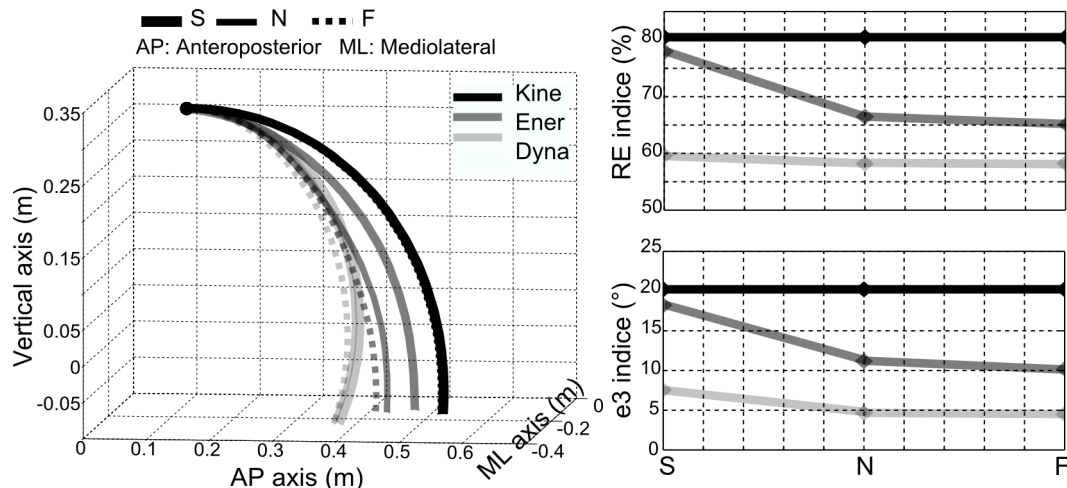 S N F
AP: Anteroposterior ML: Mediolateral
Kine
Ener
Dyna
Vertical axis (m)
0.35
0.25
0.15
0.05
0
-0.05
0 0.1 0.2 0.3 0.4 0.5 0.6
AP axis (m)
ML axis (m)
0
-0.2
-0.4
RE indice (%)
80
70
60
50
e3 indice (°)
25
20
15
10
5
0
S N F